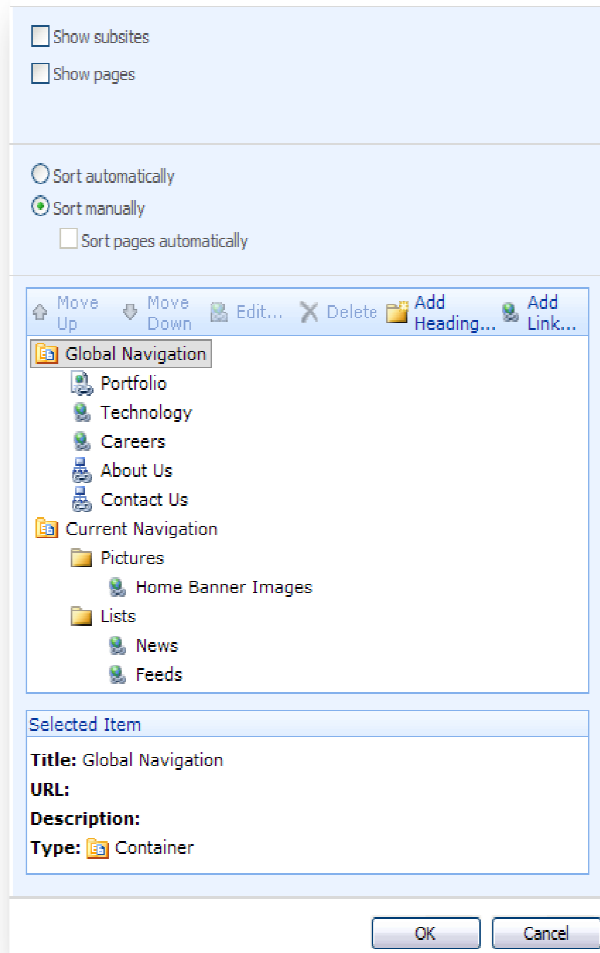 Show subsites
Show pages
Sort automatically
Sort manually
Sort pages automatically
Move Up Move Down Edit... Delete Add Heading... Add Link...
Global Navigation
Portfolio
Technology
Careers
About Us
Contact Us
Current Navigation
Pictures
Home Banner Images
Lists
News
Feeds
Selected Item
Title: Global Navigation
URL:
Description:
Type: Container
OK Cancel